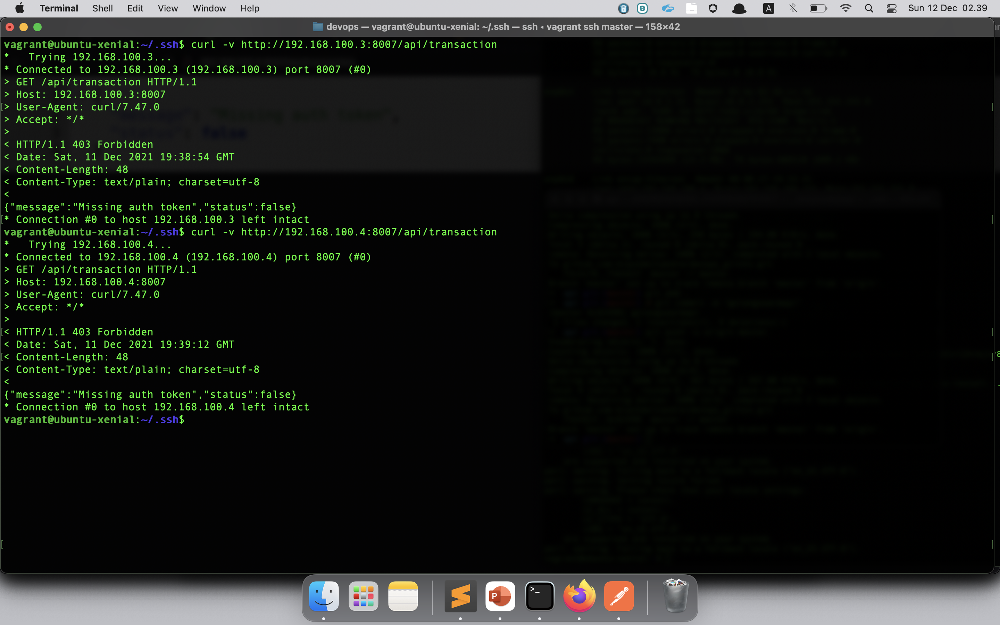 Terminal Shell Edit View Window Help A Sun 12 Dec 02.39
devops — vagrant@ubuntu-xenial: ~/.ssh — ssh ◂ vagrant ssh master — 158×42
vagrant@ubuntu-xenial:~/.ssh$ curl -v http://192.168.100.3:8007/api/transaction
*   Trying 192.168.100.3...
* Connected to 192.168.100.3 (192.168.100.3) port 8007 (#0)
> GET /api/transaction HTTP/1.1
> Host: 192.168.100.3:8007
> User-Agent: curl/7.47.0
> Accept: */*
>
< HTTP/1.1 403 Forbidden
< Date: Sat, 11 Dec 2021 19:38:54 GMT
< Content-Length: 48
< Content-Type: text/plain; charset=utf-8
<
{"message":"Missing auth token","status":false}
* Connection #0 to host 192.168.100.3 left intact
vagrant@ubuntu-xenial:~/.ssh$ curl -v http://192.168.100.4:8007/api/transaction
*   Trying 192.168.100.4...
* Connected to 192.168.100.4 (192.168.100.4) port 8007 (#0)
> GET /api/transaction HTTP/1.1
> Host: 192.168.100.4:8007
> User-Agent: curl/7.47.0
> Accept: */*
>
< HTTP/1.1 403 Forbidden
< Date: Sat, 11 Dec 2021 19:39:12 GMT
< Content-Length: 48
< Content-Type: text/plain; charset=utf-8
<
{"message":"Missing auth token","status":false}
* Connection #0 to host 192.168.100.4 left intact
vagrant@ubuntu-xenial:~/.ssh$